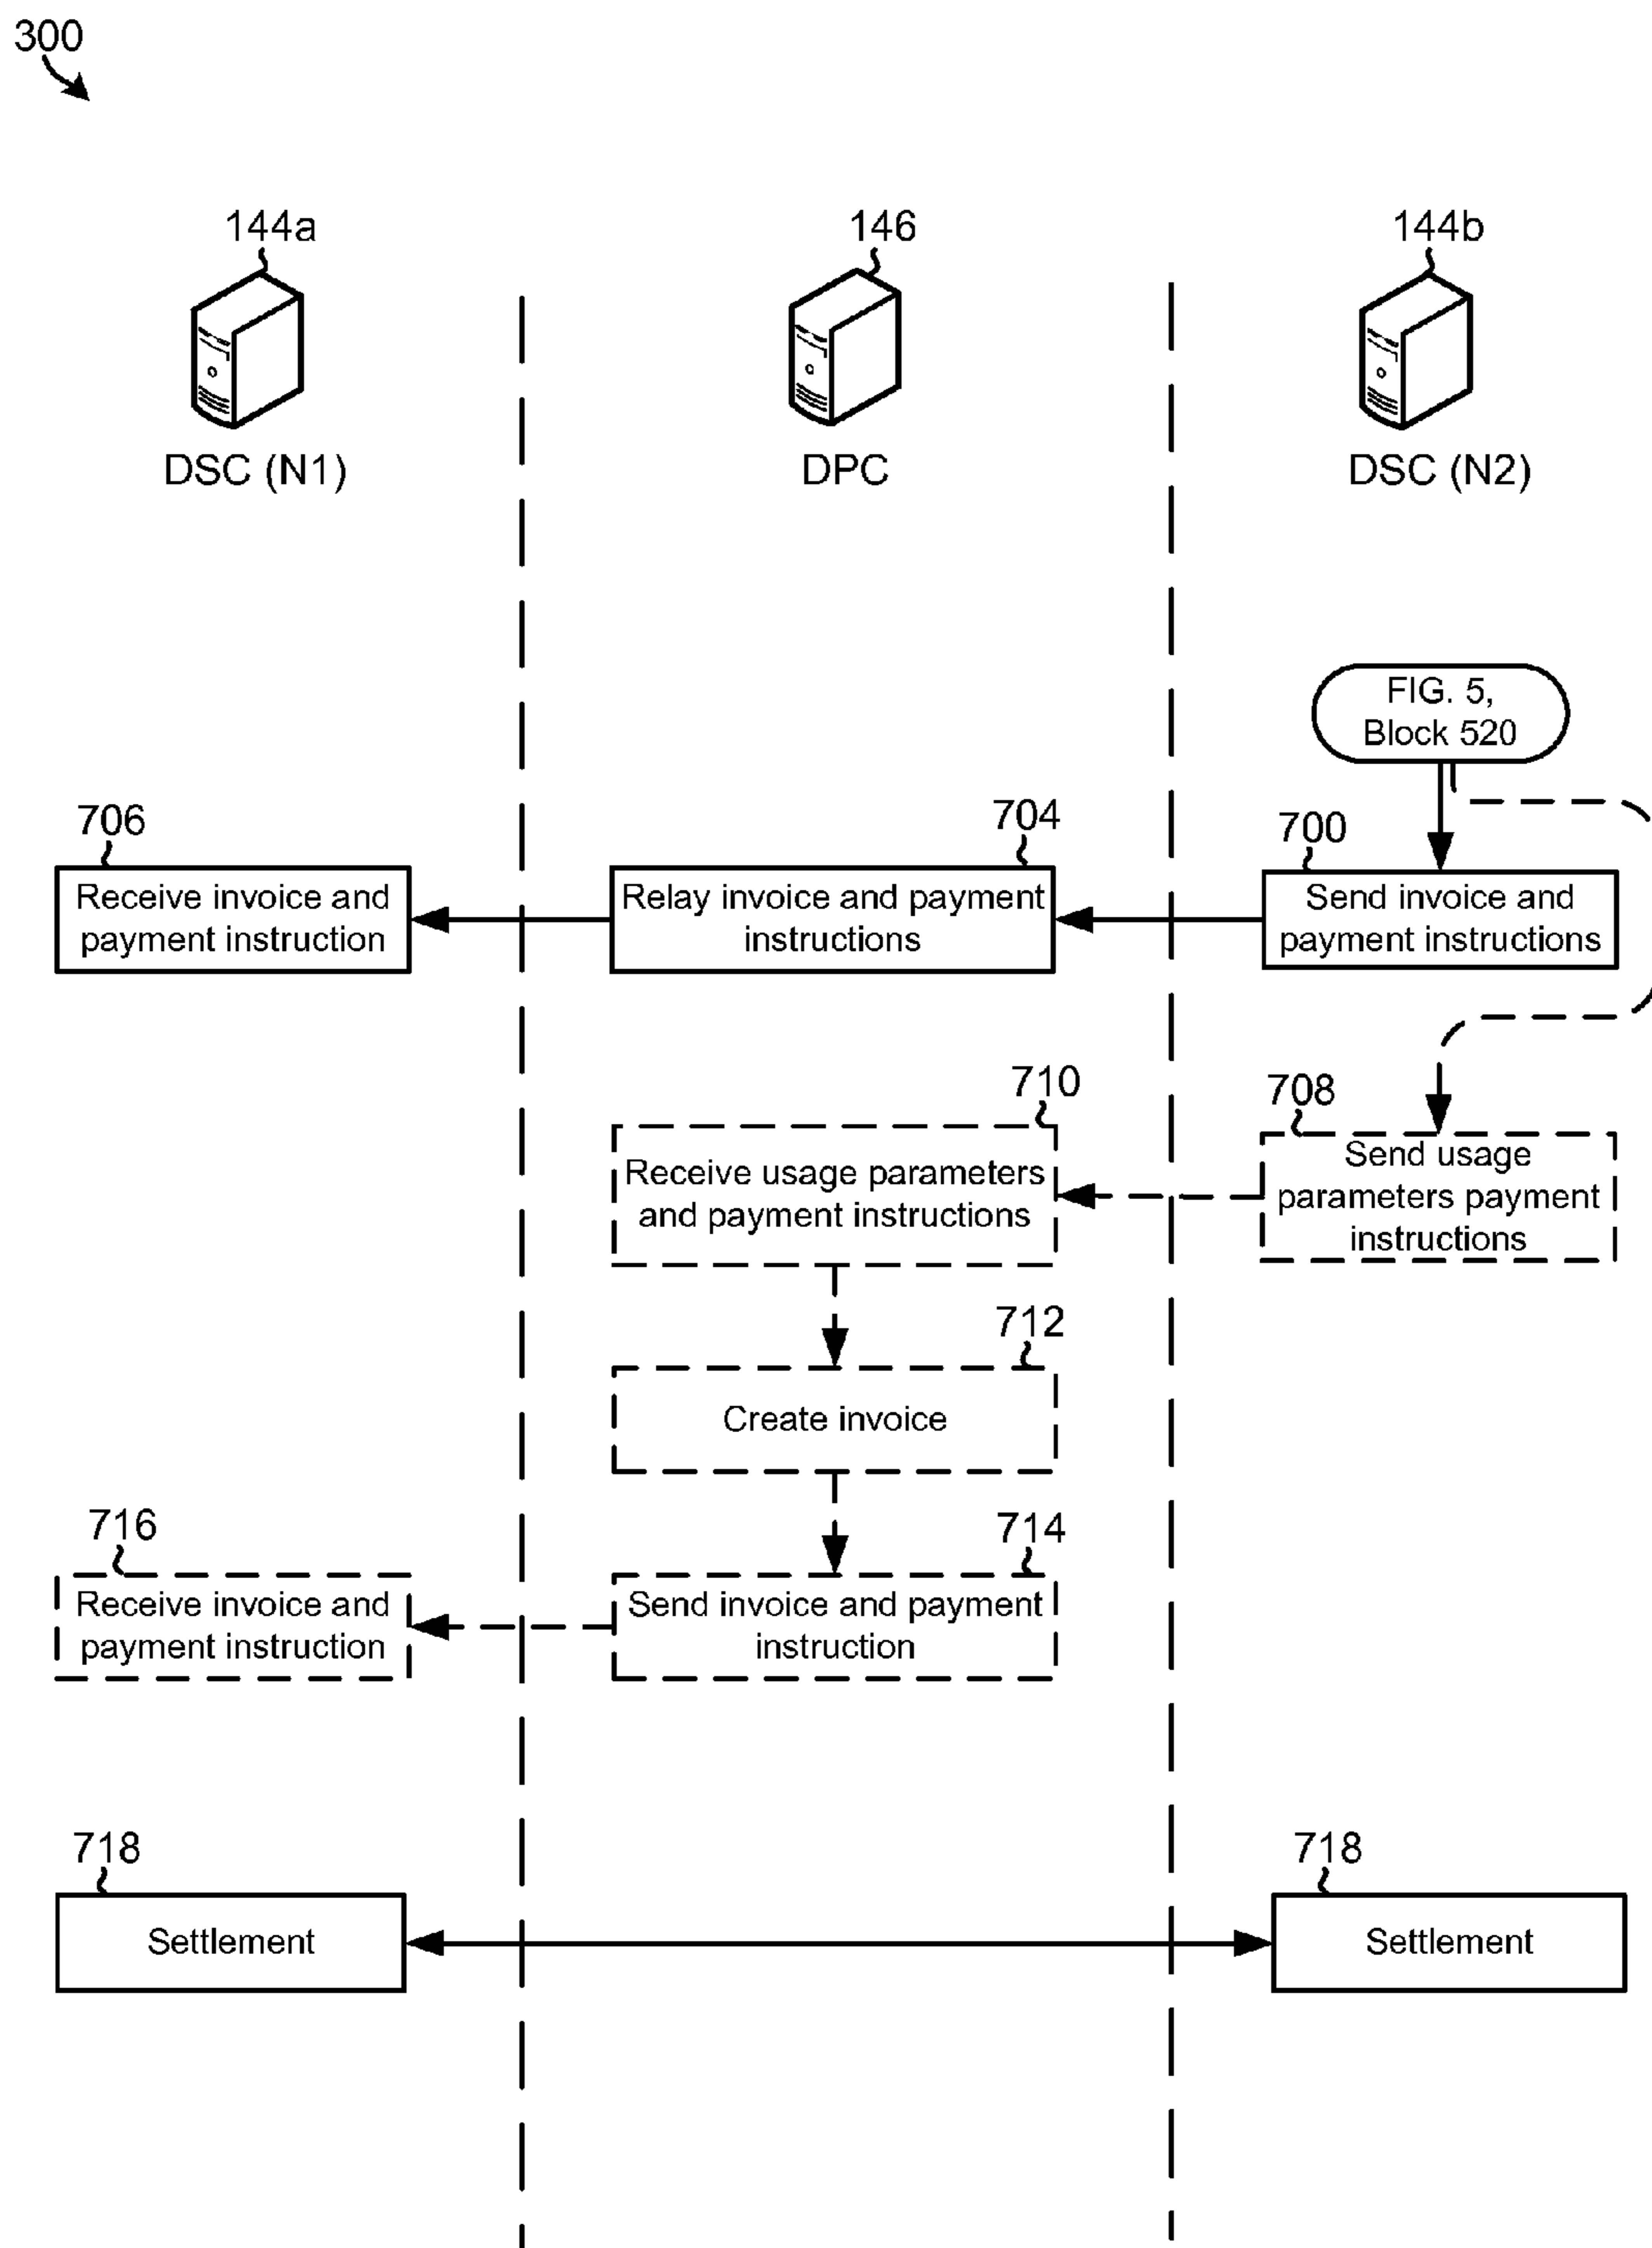 300
144a
146
144b
DSC (N1)
DPC
DSC (N2)
FIG. 5,
Block 520
706
704
700
Receive invoice and
payment instruction
Relay invoice and payment
instructions
Send invoice and
payment instructions
710
708
Receive usage parameters
and payment instructions
Send usage
parameters payment
instructions
712
Create invoice
716
714
Receive invoice and
payment instruction
Send invoice and payment
instruction
718
718
Settlement
Settlement